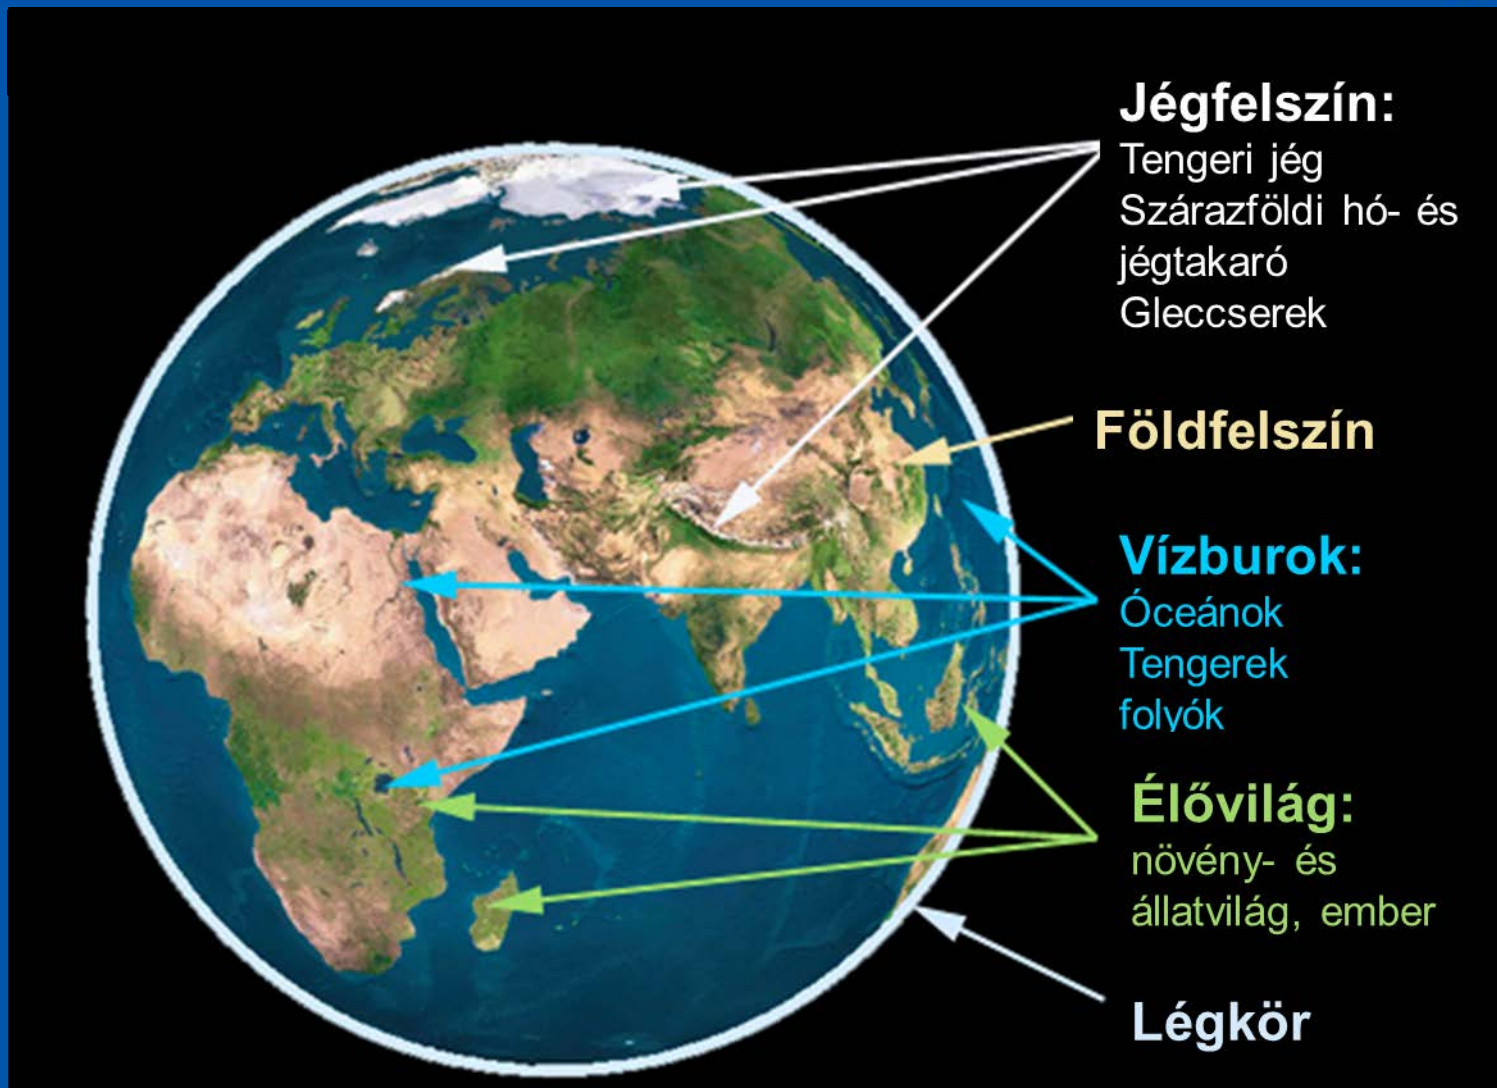 Jégfelszín:
Tengeri jég
Szárazföldi hó- és
jégtakaró
Gleccserek
Földfelszín
Vízburok:
Óceánok
Tengerek
folyók
Élővilág:
növény- és
állatvilág, ember
Légkör